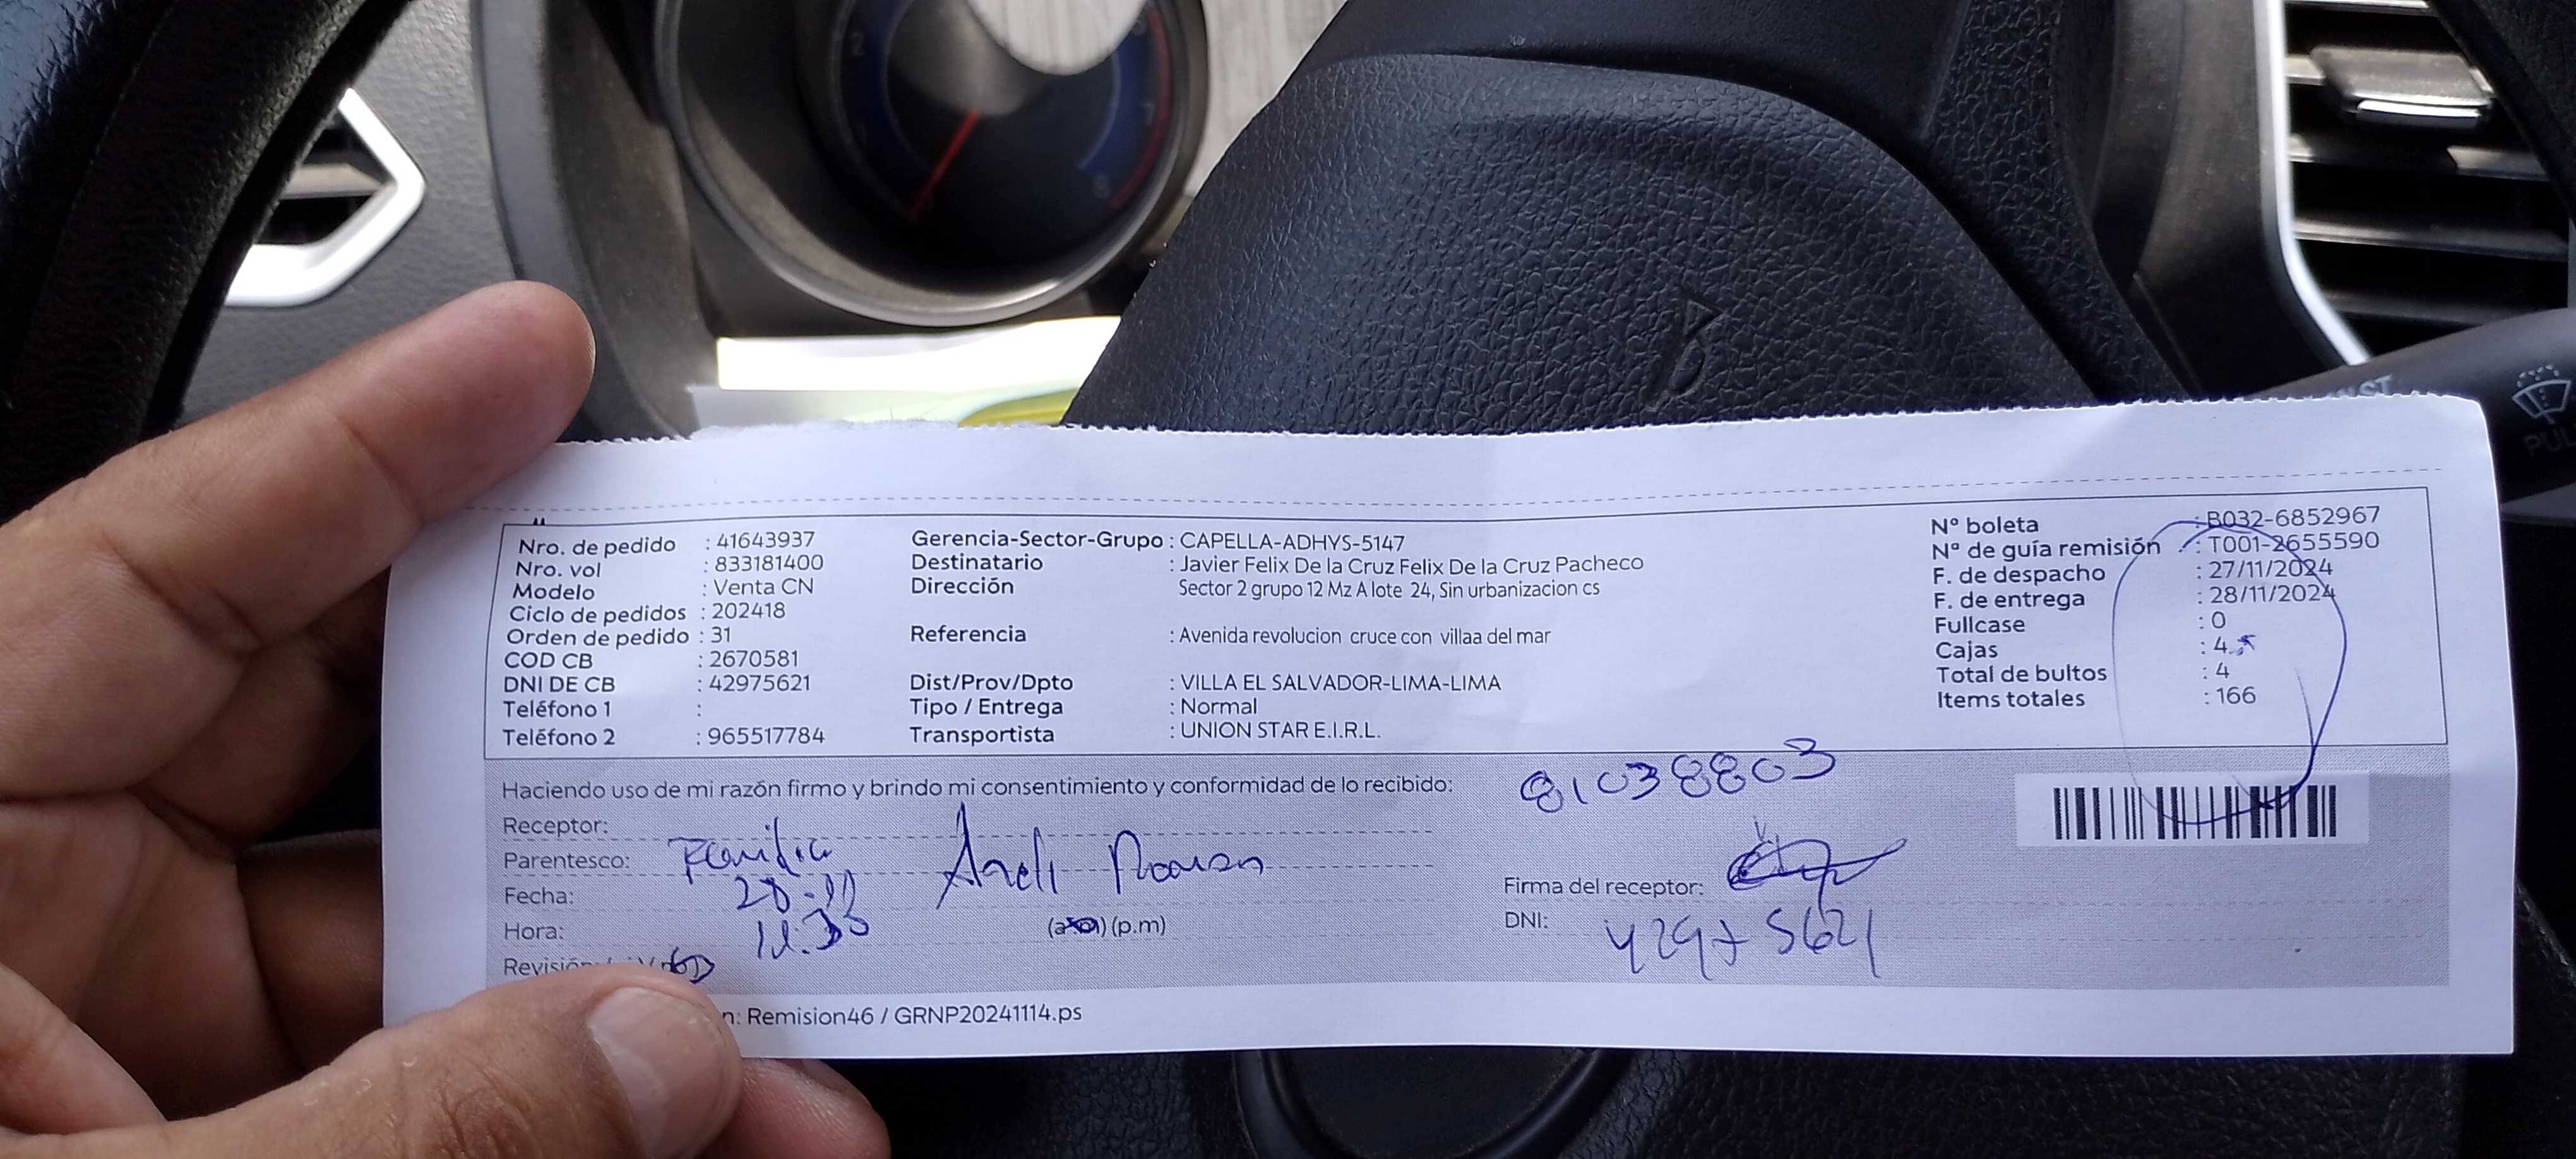 Nro. de pedido : 41643937
Nro. vol : 833181400
Modelo : Venta CN
Ciclo de pedidos : 202418
Orden de pedido : 31
COD CB : 2670581
DNI DE CB : 42975621
Teléfono 1 :
Teléfono 2 : 965517784
Gerencia-Sector-Grupo : CAPELLA-ADHYS-5147
Destinatario : Javier Felix De la Cruz Felix De la Cruz Pacheco
Dirección Sector 2 grupo 12 Mz A lote 24, Sin urbanizacion cs
Referencia : Avenida revolucion cruce con villaa del mar
Dist/Prov/Dpto : VILLA EL SALVADOR-LIMA-LIMA
Tipo / Entrega : Normal
Transportista : UNION STAR E.I.R.L.
Nº boleta : B032-6852967
Nª de guía remisión : T001-2655590
F. de despacho : 27/11/2024
F. de entrega : 28/11/2024
Fullcase : 0
Cajas : 4
Total de bultos : 4
Items totales : 166
Haciendo uso de mi razón firmo y brindo mi consentimiento y conformidad de lo recibido:
81038803
Receptor:
Parentesco: Familia
Fecha: 28-11
Hora: (p.m)
Revisión
Firma del receptor:
DNI: 42975621
n: Remision46 / GRNP20241114.ps
PUL